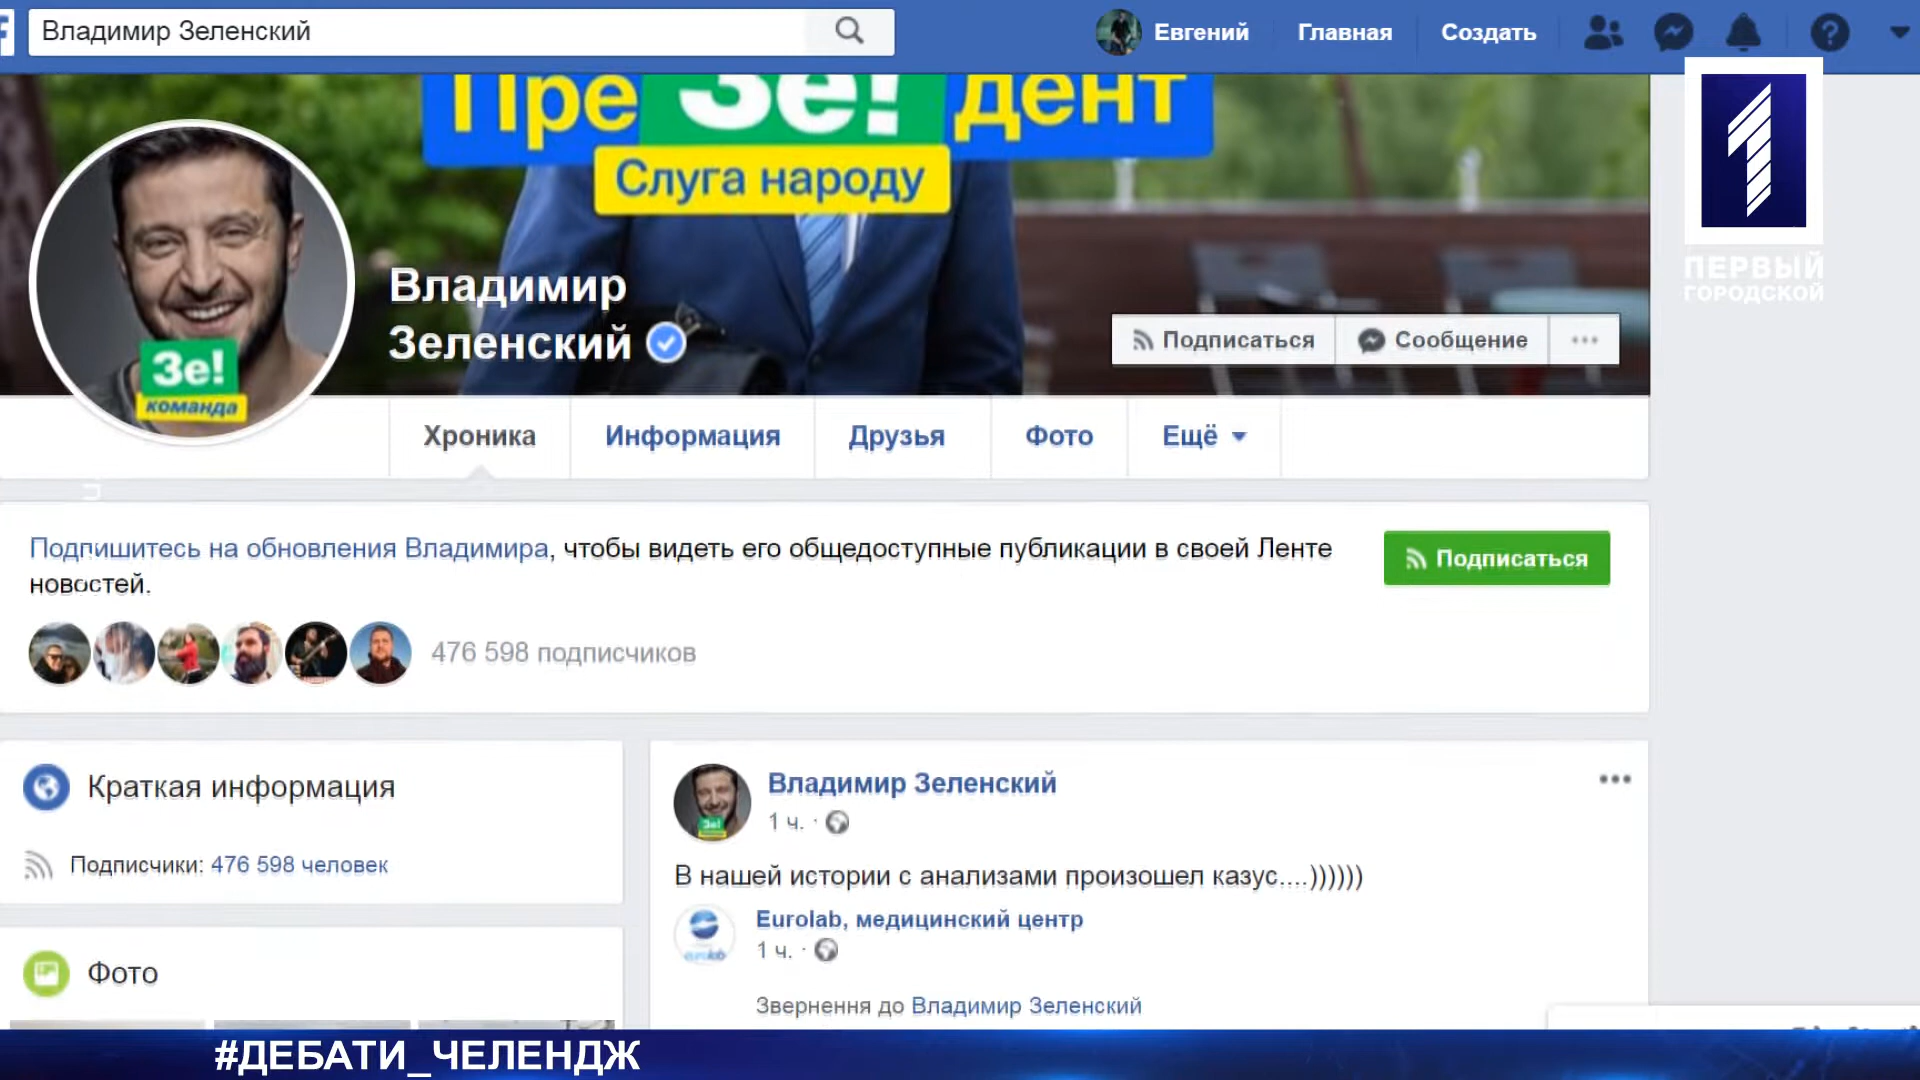 Владимир Зеленский
Евгений
Главная
Создать
Пре Зе! дент
Слуга народу
ПЕРВЫЙ
ГОРОДСКОЙ
Владимир
Зеленский
Подписаться
Сообщение
Зе!
команда
Хроника
Информация
Друзья
Фото
Ещё
Подпишитесь на обновления Владимира, чтобы видеть его общедоступные публикации в своей Ленте
новостей.
Подписаться
476 598 подписчиков
Краткая информация
Подписчики: 476 598 человек
Фото
Владимир Зеленский
1 ч. ·
Зе!
В нашей истории с анализами произошел казус....))))))
Eurolab, медицинский центр
1 ч. ·
eurolab
Звернення до Владимир Зеленский
#ДЕБАТИ_ЧЕЛЕНДЖ